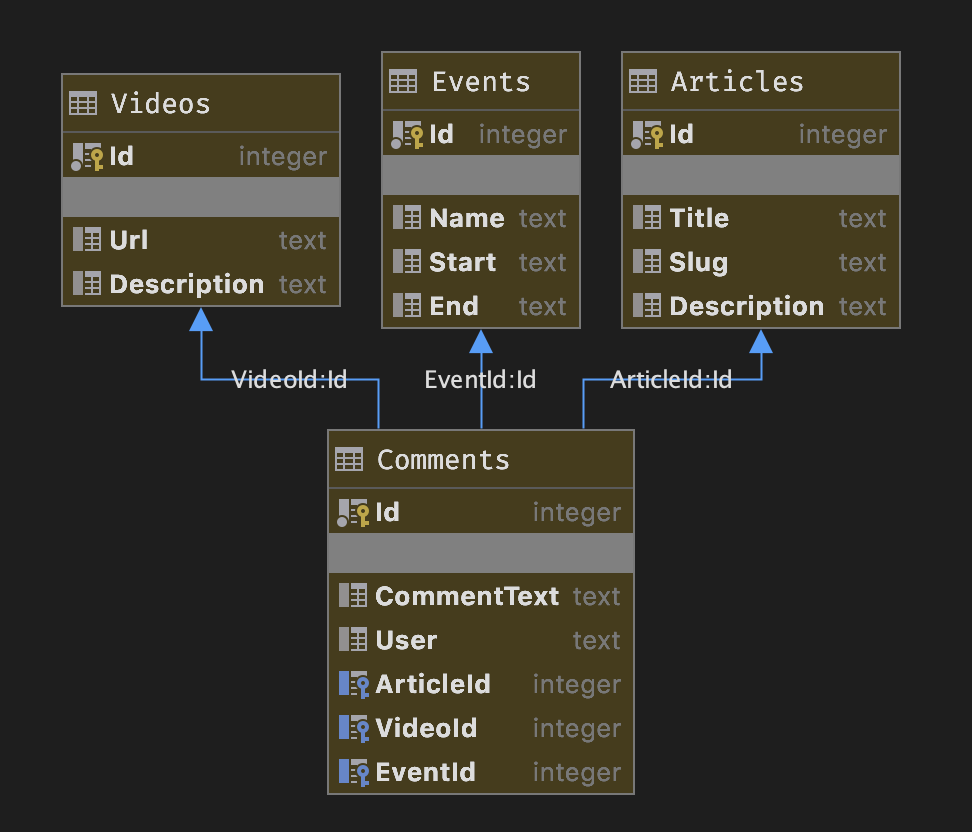 Videos
Id integer
Url text
Description text
Events
Id integer
Name text
Start text
End text
Articles
Id integer
Title text
Slug text
Description text
VideoId:Id
EventId:Id
ArticleId:Id
Comments
Id integer
CommentText text
User text
ArticleId integer
VideoId integer
EventId integer